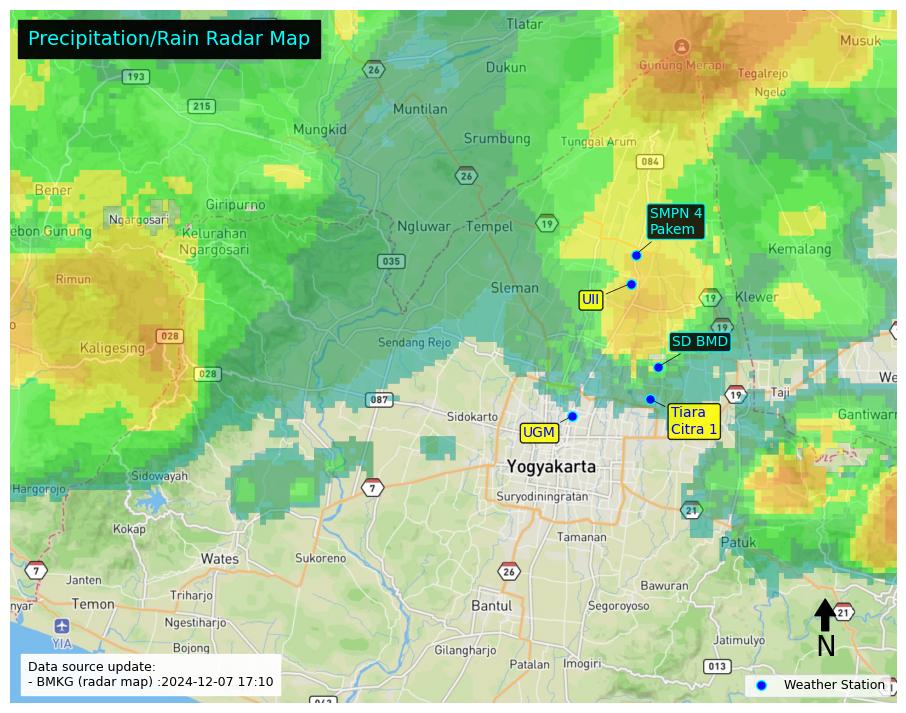 Precipitation/Rain Radar Map
Tlatar
Musuk
26
Gunung Merapi
193
Dukun
Tegalrejo
Ngelo
215
Muntilan
Mungkid
Srumbung
Tunggal Arum
084
26
Bener
Giripurno
SMPN 4
Pakem
Ngargosari
Ngluwar
Tempel
19
ebon Gunung
Kelurahan
Ngargosari
Kemalang
035
Rimun
Sleman
UII
19
Klewer
19
028
Kaligesing
Sendang Rejo
SD BMD
028
We
087
19
Taji
Sidokarto
Tiara
Citra 1
Gantiwarn
UGM
Yogyakarta
Sidowayah
Hargorojo
7
Suryodiningratan
21
Kokap
Tamanan
Patuk
Wates
Sukoreno
7
26
Janten
Bawuran
Triharjo
nyar
Temon
Bantul
Segoroyoso
21
Ngestiharjo
YIA
Jatimulyo
N
Bojong
Gilangharjo
Patalan
Imogiri
013
Data source update:
- BMKG (radar map) :2024-12-07 17:10
Weather Station